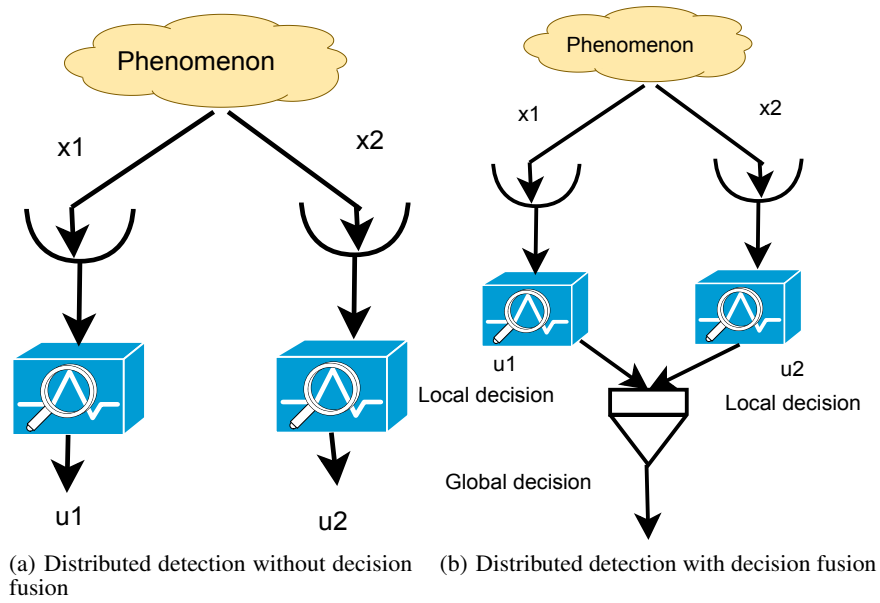 Phenomenon
x1
x2
u1
u2
(a) Distributed detection without decision
fusion
Phenomenon
x1
x2
u1
Local decision
u2
Local decision
Global decision
(b) Distributed detection with decision fusion